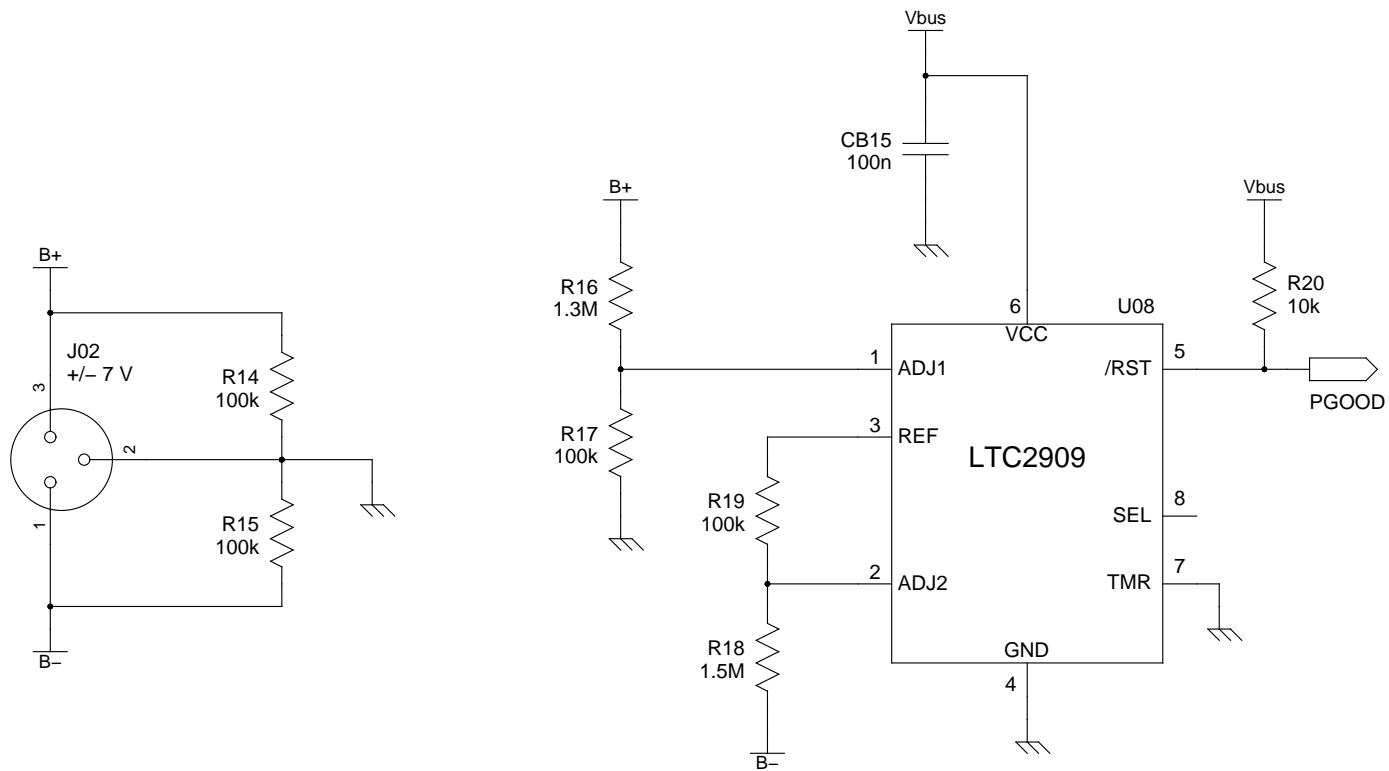 Vbus
CB15
100n
B+
Vbus
B+
R16
1.3M
R20
10k
6
U08
VCC
J02
+/− 7 V
1
ADJ1
5
/RST
PGOOD
3
R14
100k
R17
100k
3
REF
LTC2909
2
R19
100k
8
SEL
1
R15
100k
2
ADJ2
7
TMR
R18
1.5M
GND
4
B−
B−